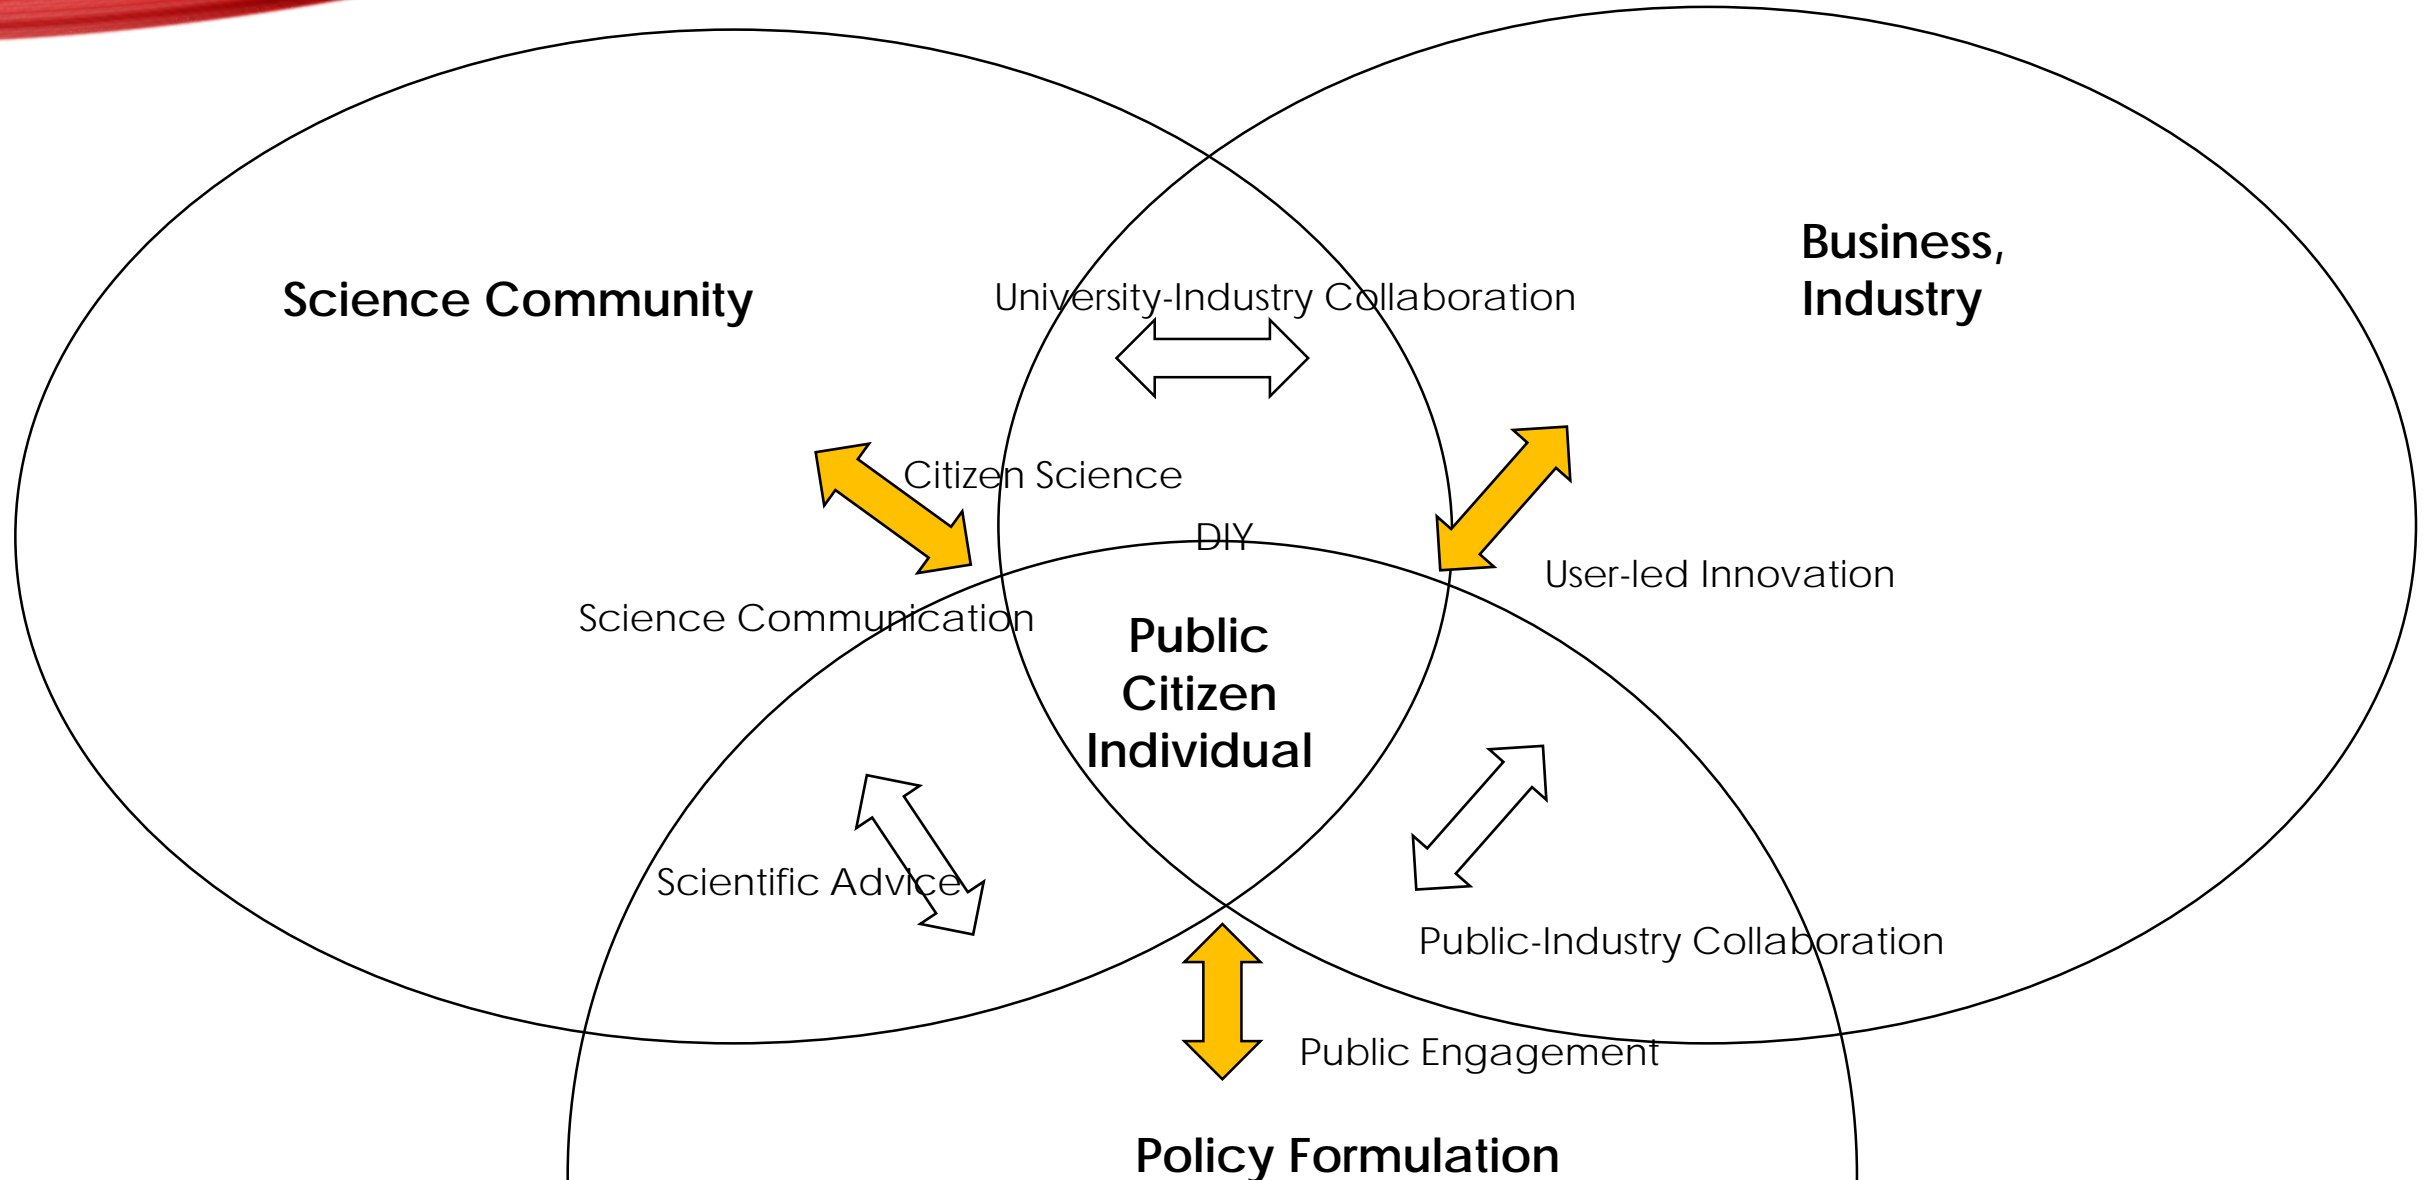 Business,
Industry
Science Community
University-Industry Collaboration
Citizen Science
DIY
User-led Innovation
Science Communication
Public
Citizen
Individual
Scientific Advice
Public-Industry Collaboration
Public Engagement
Policy Formulation